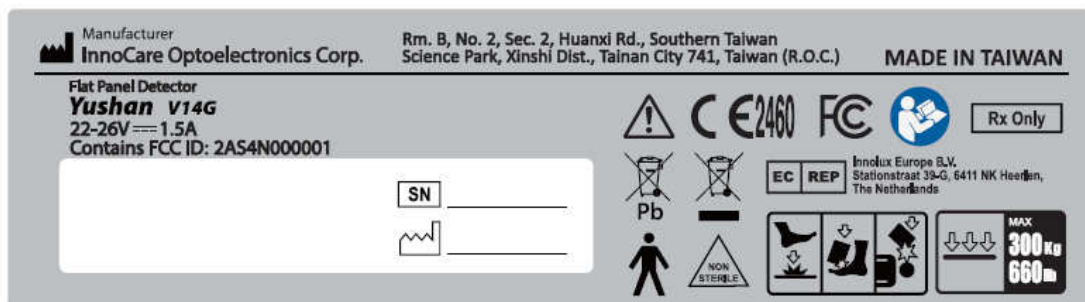 Manufacturer
InnoCare Optoelectronics Corp.
Rm. B, No. 2, Sec. 2, Huanxi Rd., Southern Taiwan
Science Park, Xinshi Dist., Tainan City 741, Taiwan (R.O.C.)
MADE IN TAIWAN
Flat Panel Detector
Yushan V14G
22-26V⎓1.5A
Contains FCC ID: 2AS4N000001
SN
CE2460 FC Rx Only
Pb
EC REP
Innolux Europe B.V.
Stationstraat 39-G, 6411 NK Heerlen,
The Netherlands
NON
STERILE
MAX
300Kg
660lb